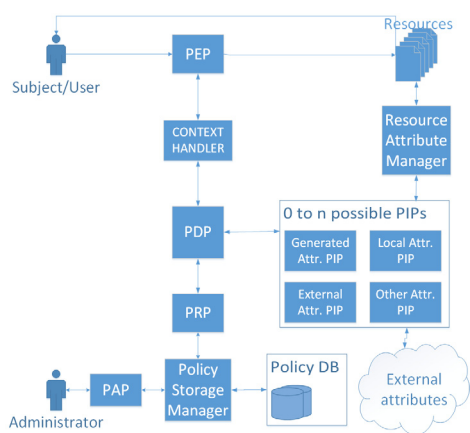 Resources
PEP
Subject/User
CONTEXT
HANDLER
Resource
Attribute
Manager
0 to n possible PIPs
PDP
Generated
Attr. PIP
Local Attr.
PIP
External
Attr. PIP
Other Attr.
PIP
PRP
Policy
Storage
Manager
Policy DB
PAP
Administrator
External
attributes